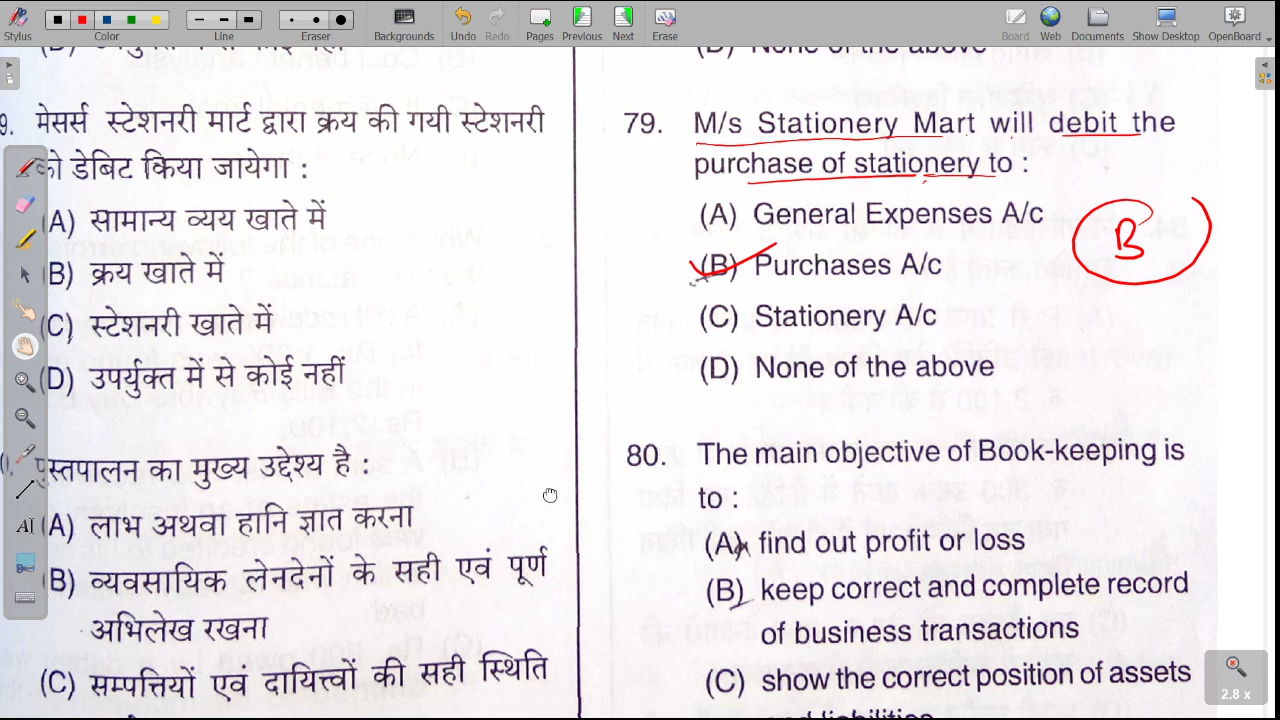 Stylus
Color
Line
Eraser
Backgrounds
Undo
Redo
Pages
Previous
Next
Erase
Board
Web
Documents
Show Desktop
OpenBoard
9. मेसर्स स्टेशनरी मार्ट द्वारा क्रय की गयी स्टेशनरी
को डेबिट किया जायेगा :
(A) सामान्य व्यय खाते में
(B) क्रय खाते में
(C) स्टेशनरी खाते में
(D) उपर्युक्त में से कोई नहीं
पुस्तपालन का मुख्य उद्देश्य है :
(A) लाभ अथवा हानि ज्ञात करना
(B) व्यवसायिक लेनदेनों के सही एवं पूर्ण
अभिलेख रखना
(C) सम्पत्तियों एवं दायित्त्वों की सही स्थिति
(D) None of the above
79. M/s Stationery Mart will debit the
purchase of stationery to :
(A) General Expenses A/c
(B) Purchases A/c
(C) Stationery A/c
(D) None of the above
B
80. The main objective of Book-keeping is
to :
(A) find out profit or loss
(B) keep correct and complete record
of business transactions
(C) show the correct position of assets
and liabilities
2.8 x